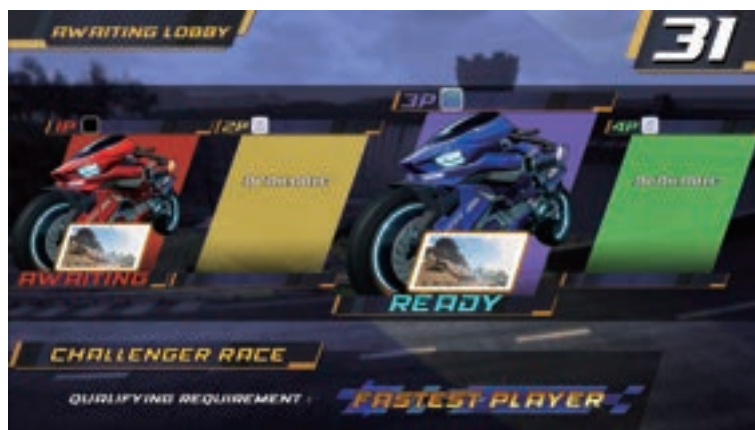 AWAITING LOBBY
31
1P
2P
3P
4P
AWAITING
READY
CHALLENGER RACE
QUALIFYING REQUIREMENT :
FASTEST PLAYER